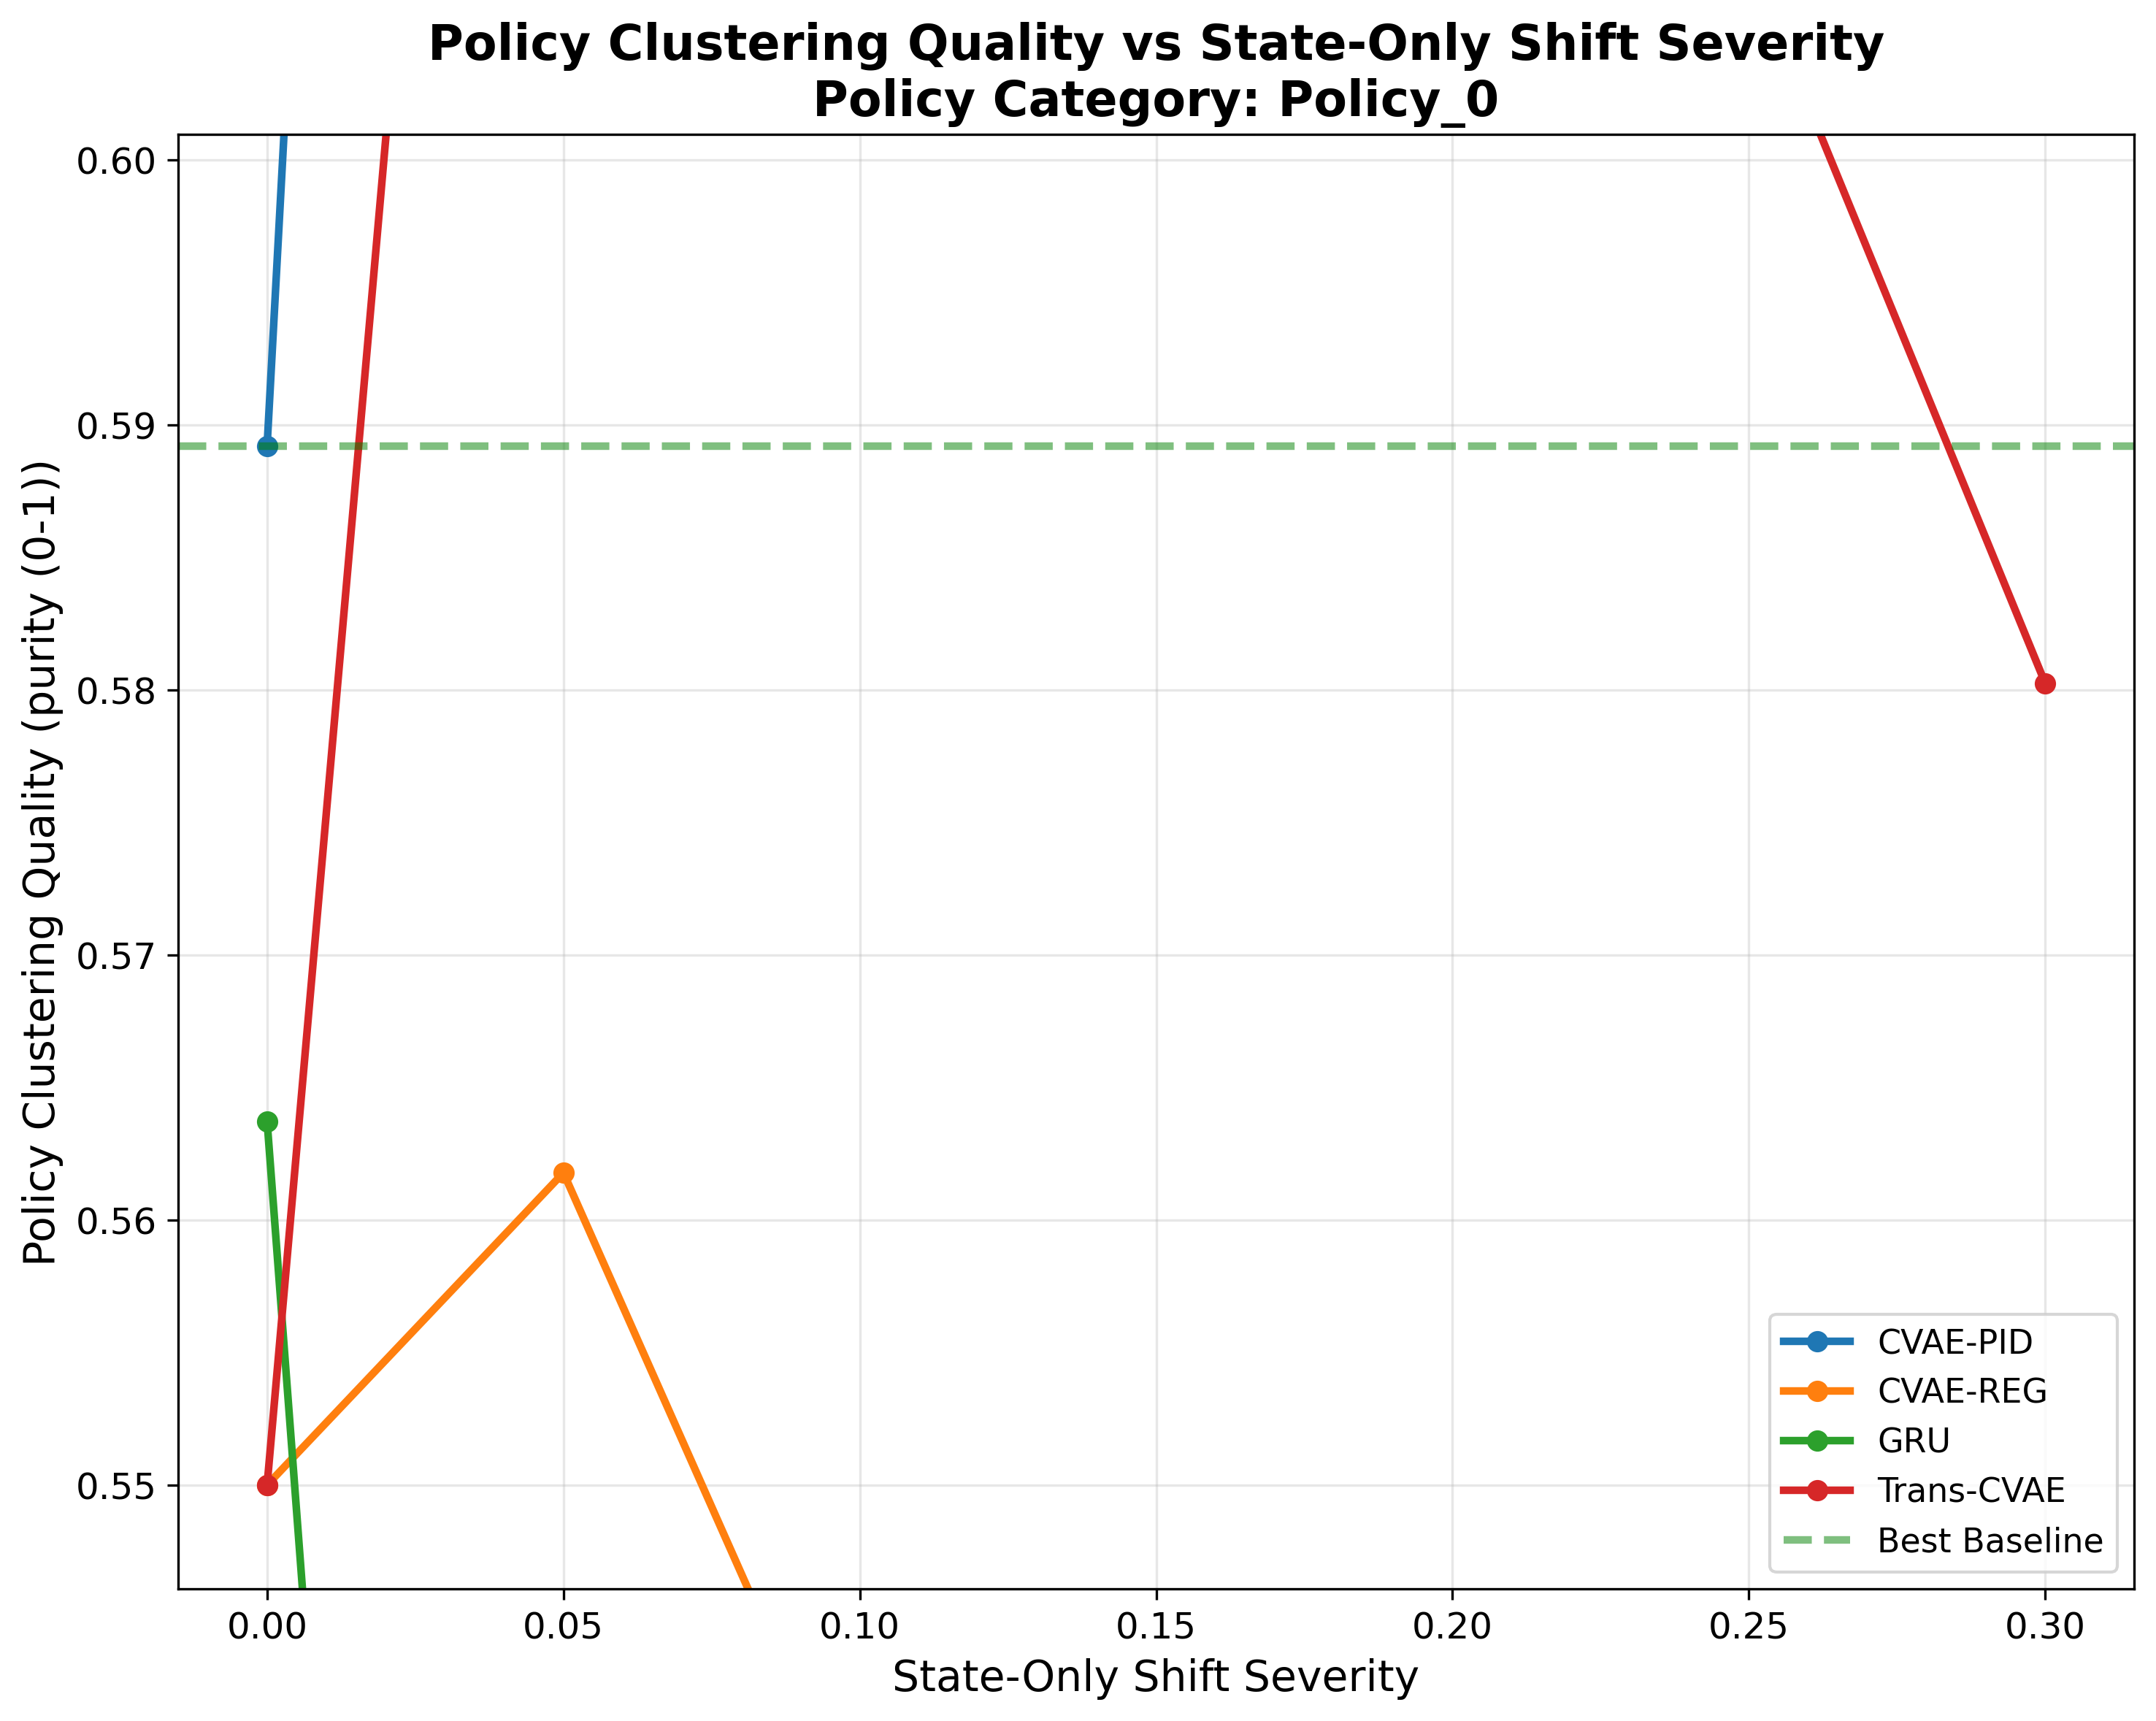 Policy Clustering Quality vs State-Only Shift Severity
Policy Category: Policy_0
Policy Clustering Quality (purity (0-1))
0.60
0.59
0.58
0.57
0.56
0.55
0.00
0.05
0.10
0.15
0.20
0.25
0.30
State-Only Shift Severity
CVAE-PID
CVAE-REG
GRU
Trans-CVAE
Best Baseline